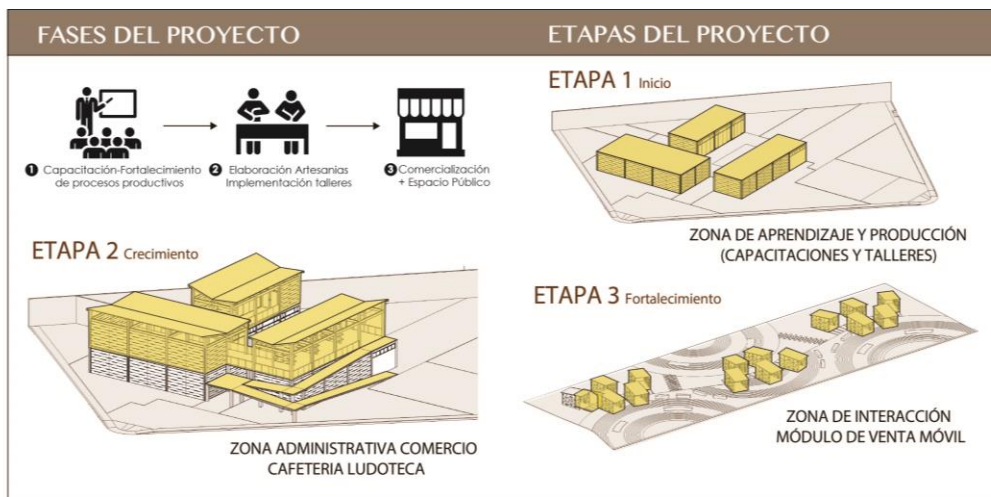 FASES DEL PROYECTO
1 Capacitación-Fortalecimiento
de procesos productivos
2 Elaboración Artesanias
Implementación talleres
3 Comercialización
+ Espacio Público
ETAPA 2 Crecimiento
ZONA ADMINISTRATIVA COMERCIO
CAFETERIA LUDOTECA
ETAPAS DEL PROYECTO
ETAPA 1 Inicio
ZONA DE APRENDIZAJE Y PRODUCCIÓN
(CAPACITACIONES Y TALLERES)
ETAPA 3 Fortalecimiento
ZONA DE INTERACCIÓN
MÓDULO DE VENTA MÓVIL